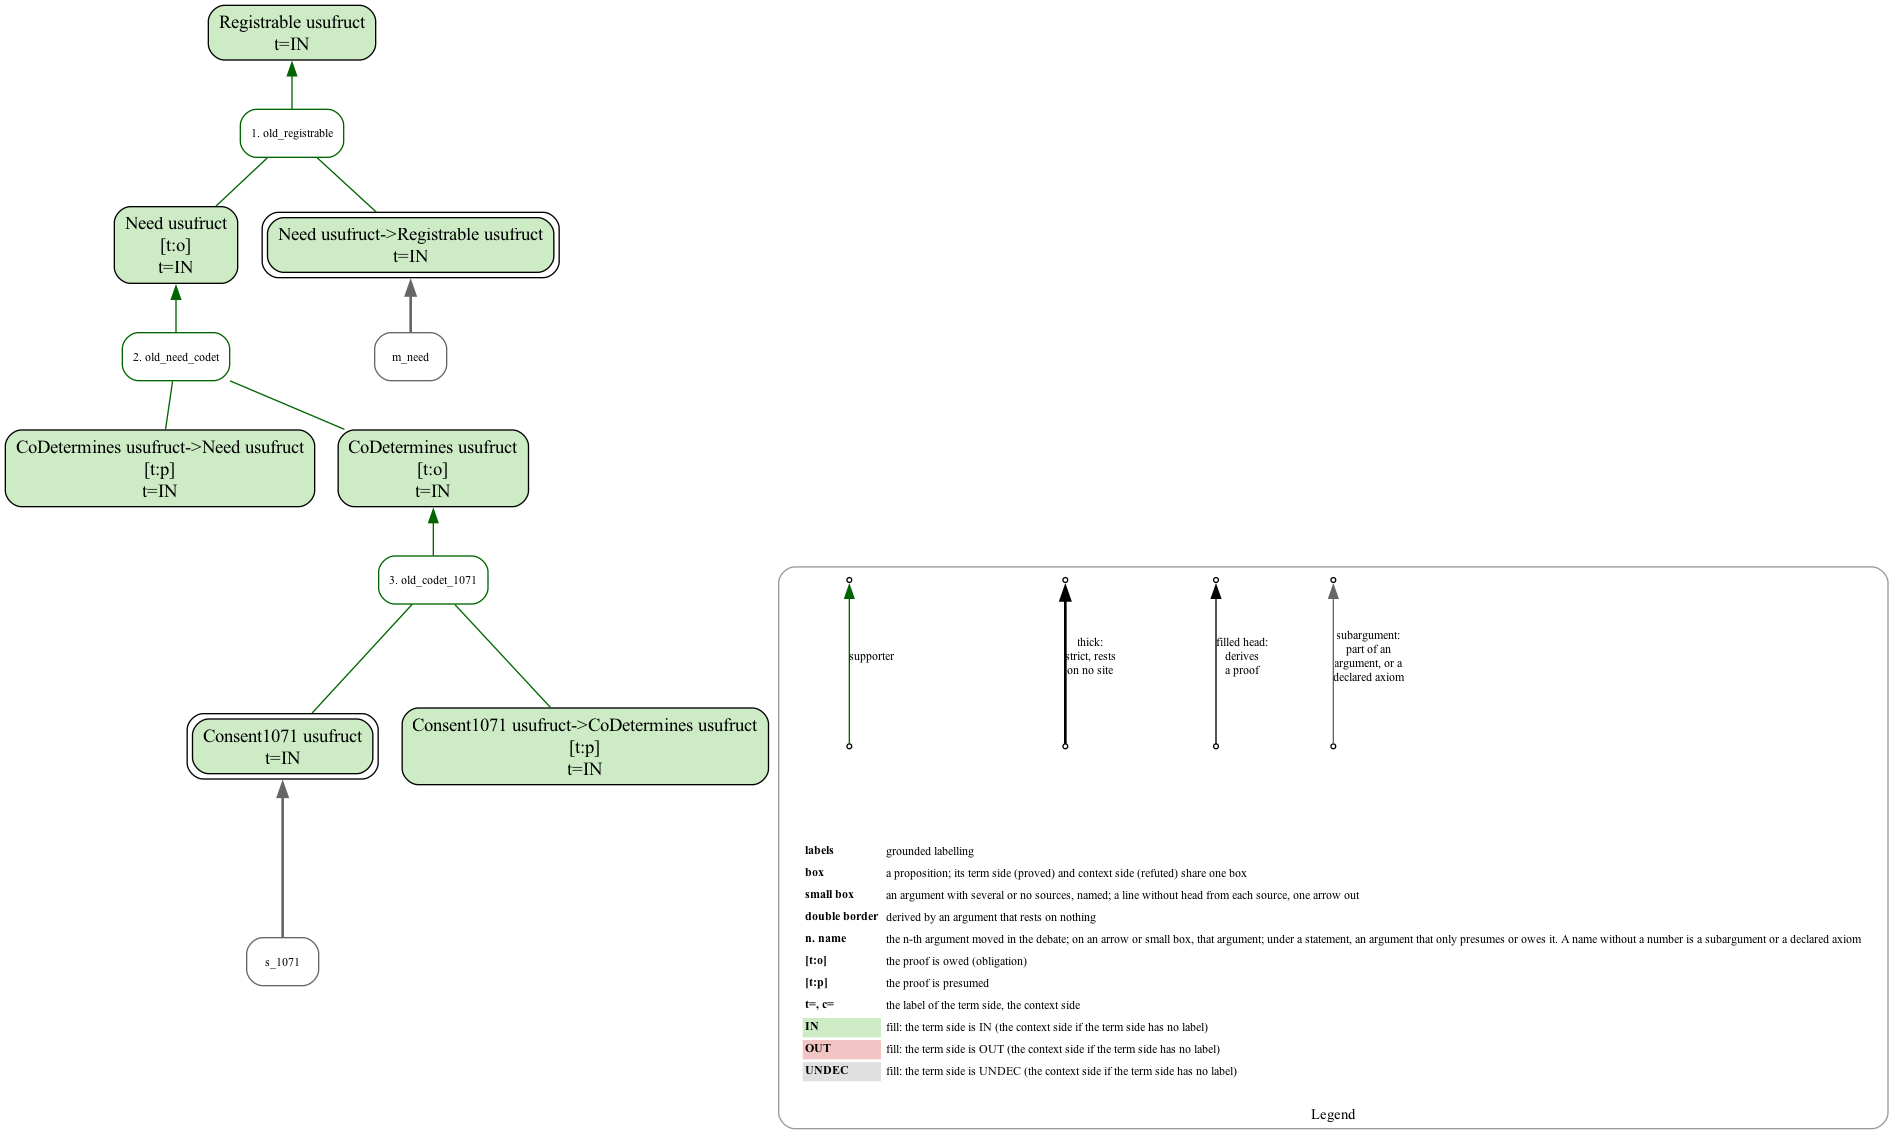 Registrable usufruct
t=IN
1. old_registrable
Need usufruct
[t:o]
t=IN
Need usufruct->Registrable usufruct
t=IN
2. old_need_codet
m_need
CoDetermines usufruct->Need usufruct
[t:p]
t=IN
CoDetermines usufruct
[t:o]
t=IN
3. old_codet_1071
Consent1071 usufruct
t=IN
Consent1071 usufruct->CoDetermines usufruct
[t:p]
t=IN
s_1071
supporter
thick:
strict, rests
on no site
filled head:
derives
a proof
subargument:
part of an
argument, or a
declared axiom
labels grounded labelling
box a proposition; its term side (proved) and context side (refuted) share one box
small box an argument with several or no sources, named; a line without head from each source, one arrow out
double border derived by an argument that rests on nothing
n. name the n-th argument moved in the debate; on an arrow or small box, that argument; under a statement, an argument that only presumes or owes it. A name without a number is a subargument or a declared axiom
[t:o] the proof is owed (obligation)
[t:p] the proof is presumed
t=, c= the label of the term side, the context side
IN fill: the term side is IN (the context side if the term side has no label)
OUT fill: the term side is OUT (the context side if the term side has no label)
UNDEC fill: the term side is UNDEC (the context side if the term side has no label)
Legend